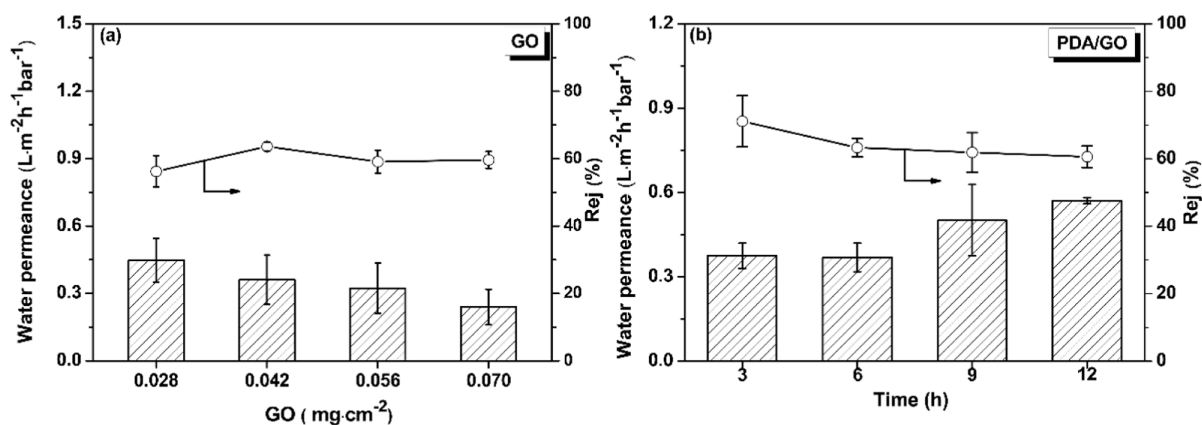 (a)
GO
Water permeance (L·m⁻²h⁻¹bar⁻¹)
1.5
1.2
0.9
0.6
0.3
0.0
100
80
60
40
20
0
Rej (%)
0.028 0.042 0.056 0.070
GO ( mg·cm⁻²)
(b)
PDA/GO
Water permeance (L·m⁻²h⁻¹bar⁻¹)
1.2
0.9
0.6
0.3
0.0
100
80
60
40
20
0
Rej (%)
3 6 9 12
Time (h)